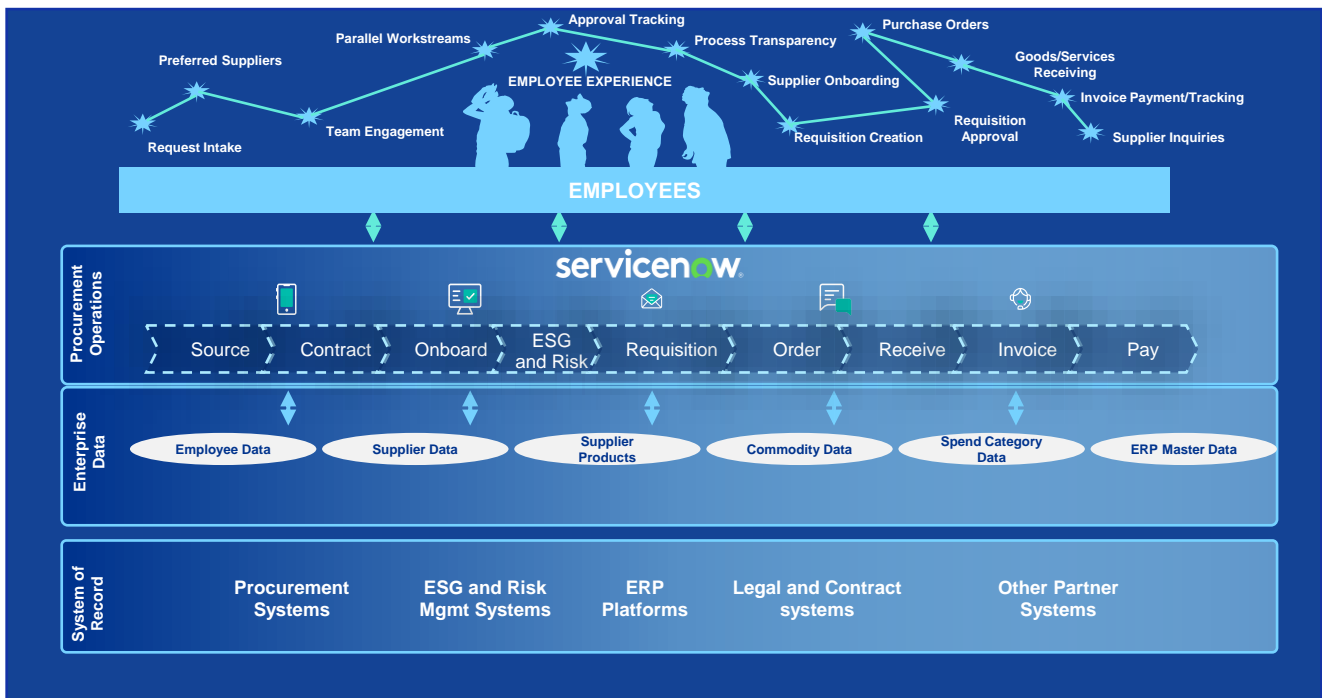 Approval Tracking
Purchase Orders
Parallel Workstreams
Process Transparency
Preferred Suppliers
Goods/Services
Receiving
EMPLOYEE EXPERIENCE
Supplier Onboarding
Invoice Payment/Tracking
Request Intake
Team Engagement
Requisition Creation
Requisition
Approval
Supplier Inquiries
EMPLOYEES
Procurement
Operations
servicenow®
Source
Contract
Onboard
ESG
and Risk
Requisition
Order
Receive
Invoice
Pay
Enterprise
Data
Employee Data
Supplier Data
Supplier
Products
Commodity Data
Spend Category
Data
ERP Master Data
System of
Record
Procurement
Systems
ESG and Risk
Mgmt Systems
ERP
Platforms
Legal and Contract
systems
Other Partner
Systems